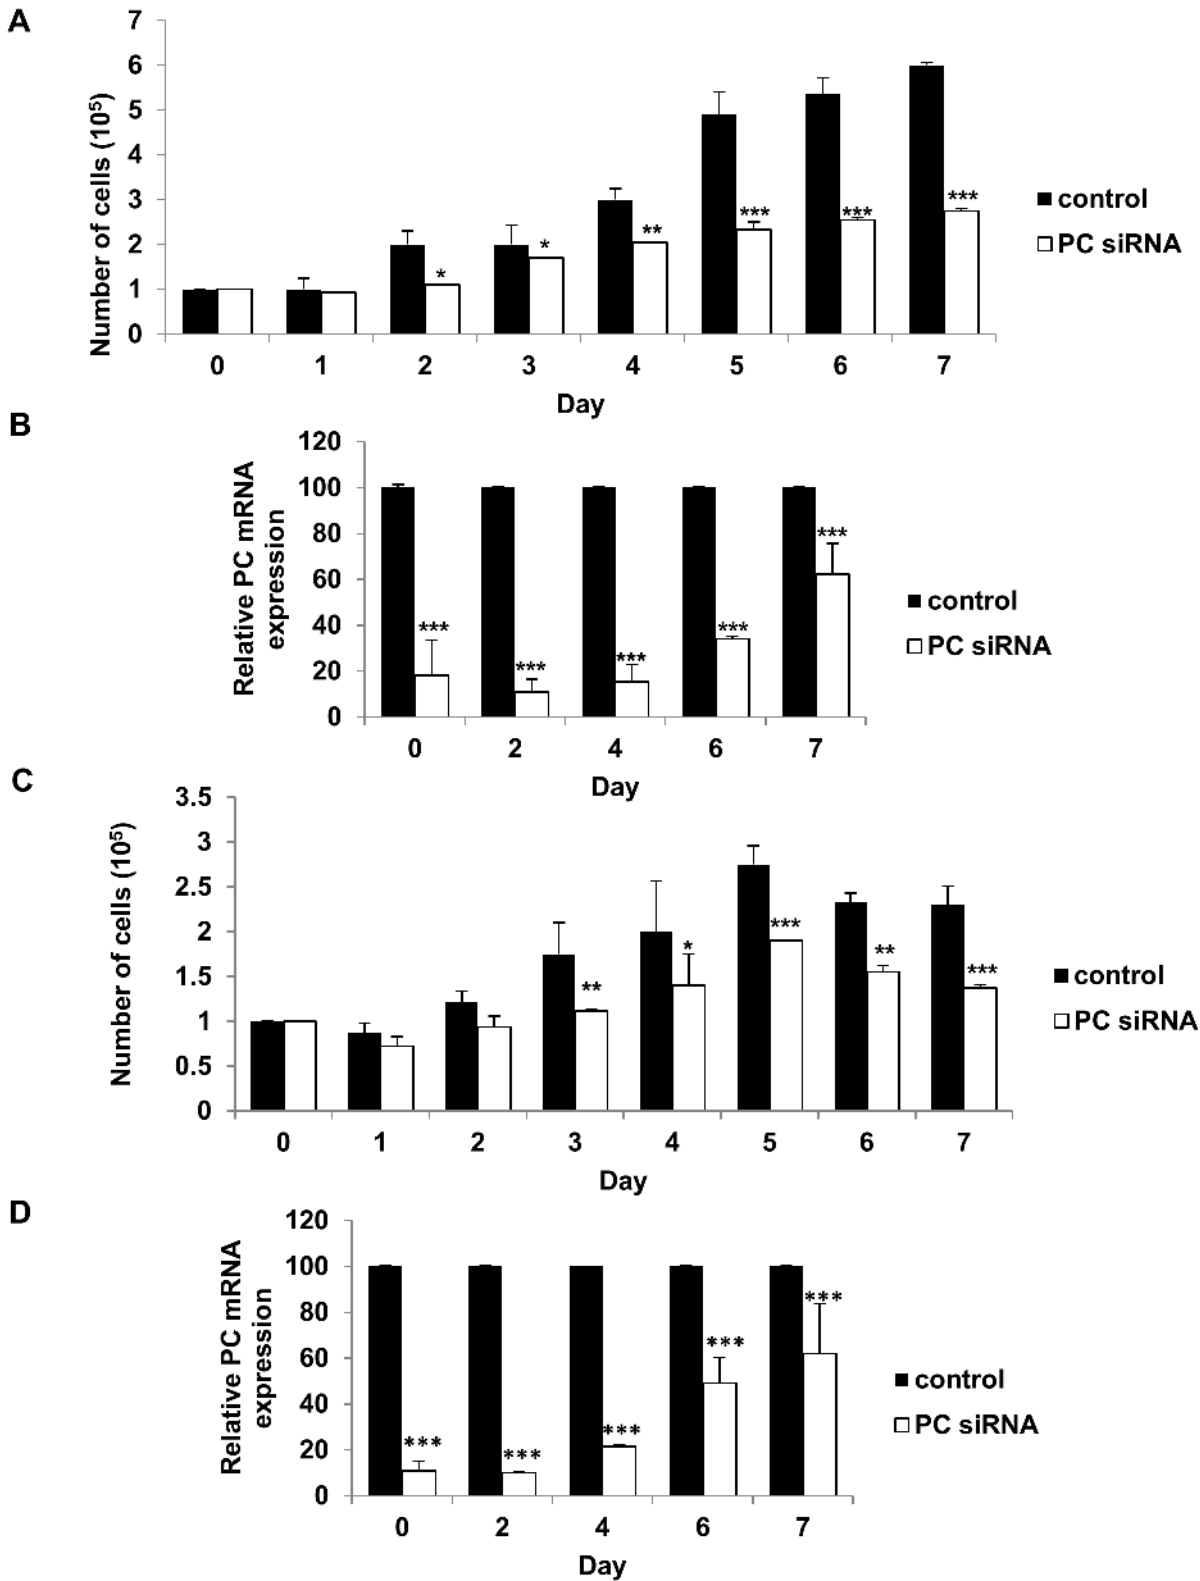 A
7
6
5
4
3
2
1
0
Number of cells (10⁵)
*
*
**
***
***
***
control
PC siRNA
0 1 2 3 4 5 6 7
Day
B
120
100
80
60
40
20
0
Relative PC mRNA
expression
***
***
***
***
***
control
PC siRNA
0 2 4 6 7
Day
C
3.5
3
2.5
2
1.5
1
0.5
0
Number of cells (10⁵)
**
*
***
**
***
control
PC siRNA
0 1 2 3 4 5 6 7
Day
D
120
100
80
60
40
20
0
Relative PC mRNA
expression
***
***
***
***
***
control
PC siRNA
0 2 4 6 7
Day